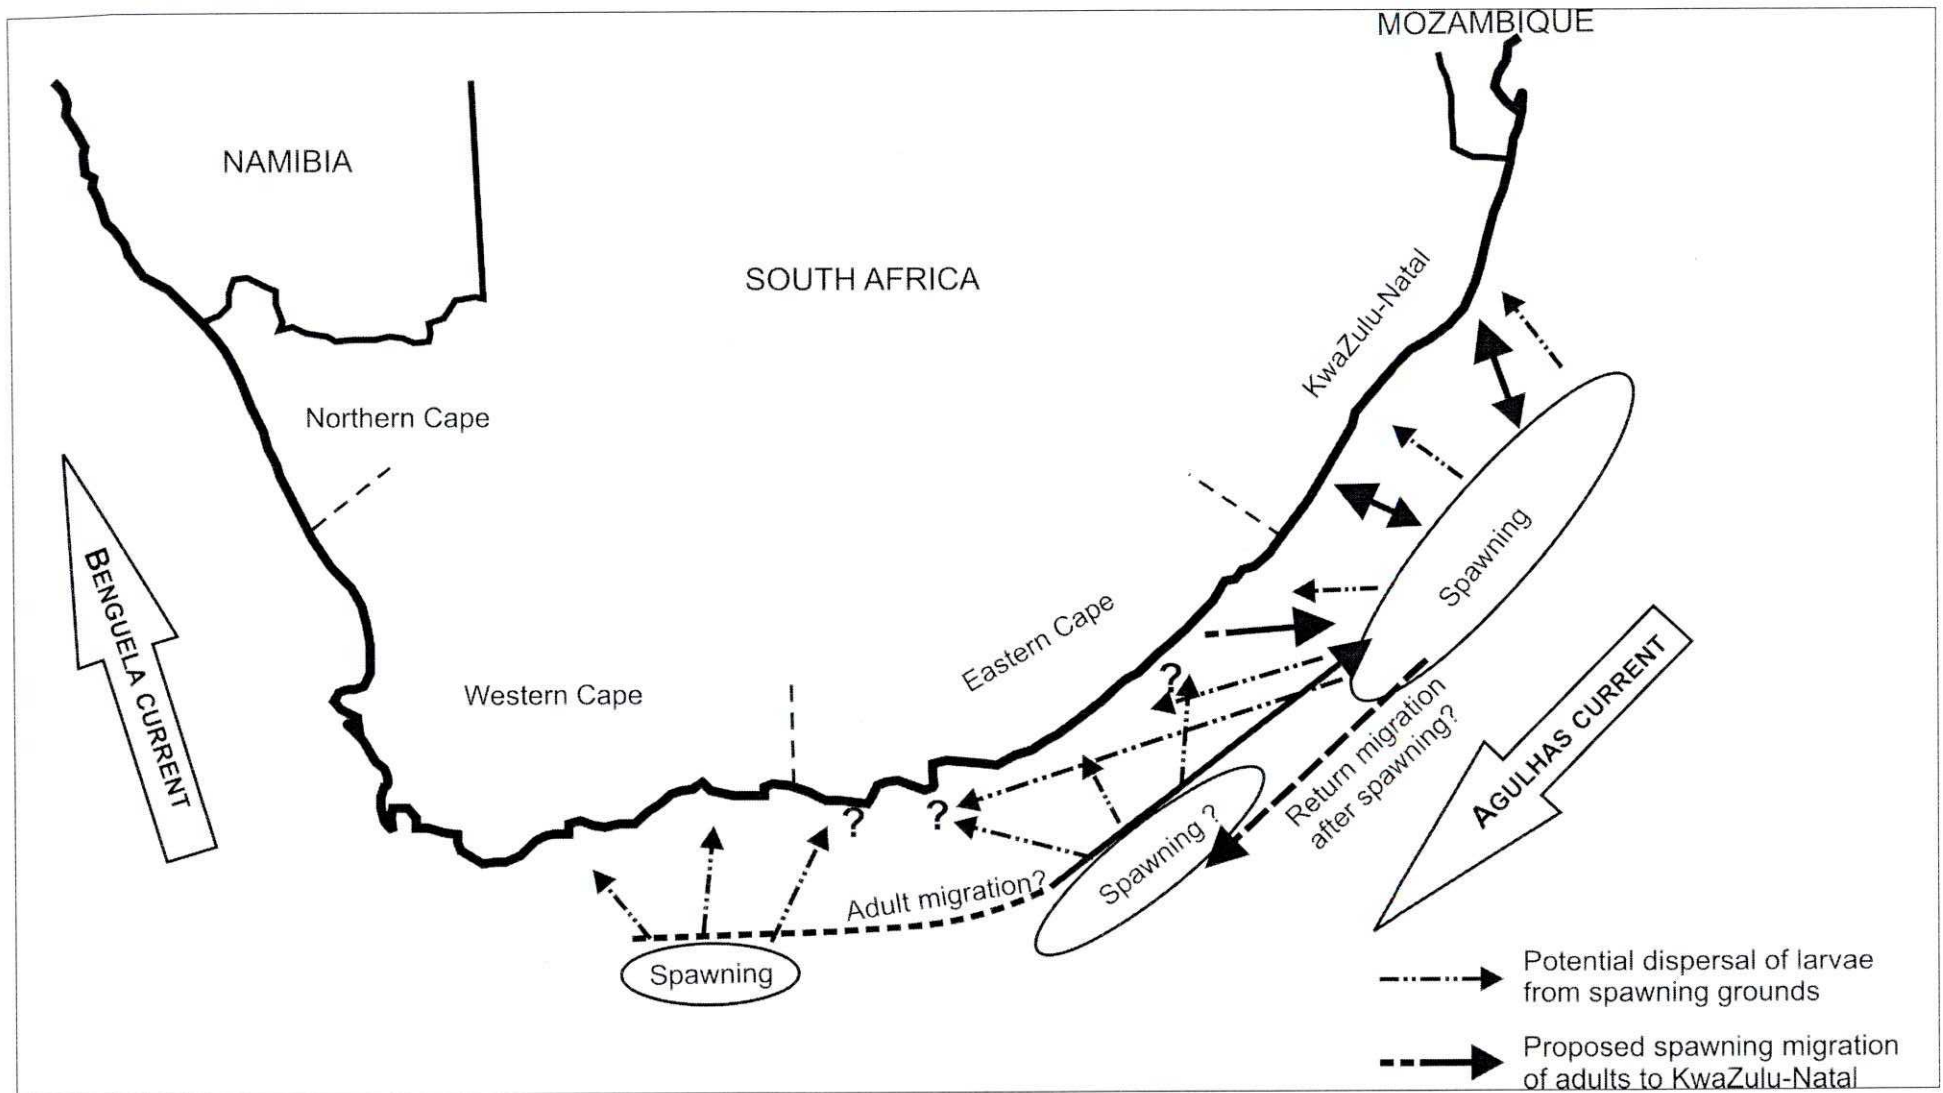 MOZAMBIQUE
NAMIBIA
SOUTH AFRICA
KwaZulu-Natal
Northern Cape
BENGUELA CURRENT
Western Cape
Eastern Cape
Spawning
?
?
?
Return migration
after spawning?
AGULHAS CURRENT
Spawning ?
Adult migration?
Spawning
Potential dispersal of larvae
from spawning grounds
Proposed spawning migration
of adults to KwaZulu-Natal